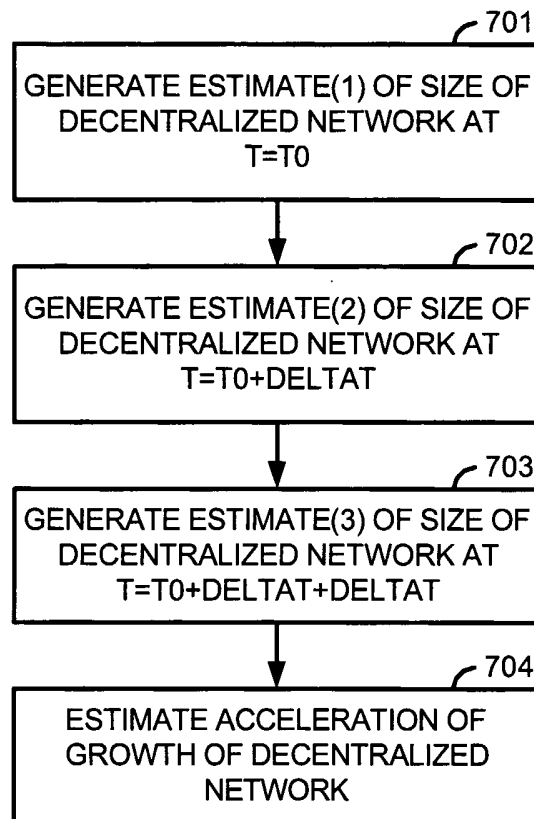 701
GENERATE ESTIMATE(1) OF SIZE OF
DECENTRALIZED NETWORK AT
T=T0
702
GENERATE ESTIMATE(2) OF SIZE OF
DECENTRALIZED NETWORK AT
T=T0+DELTAT
703
GENERATE ESTIMATE(3) OF SIZE OF
DECENTRALIZED NETWORK AT
T=T0+DELTAT+DELTAT
704
ESTIMATE ACCELERATION OF
GROWTH OF DECENTRALIZED
NETWORK